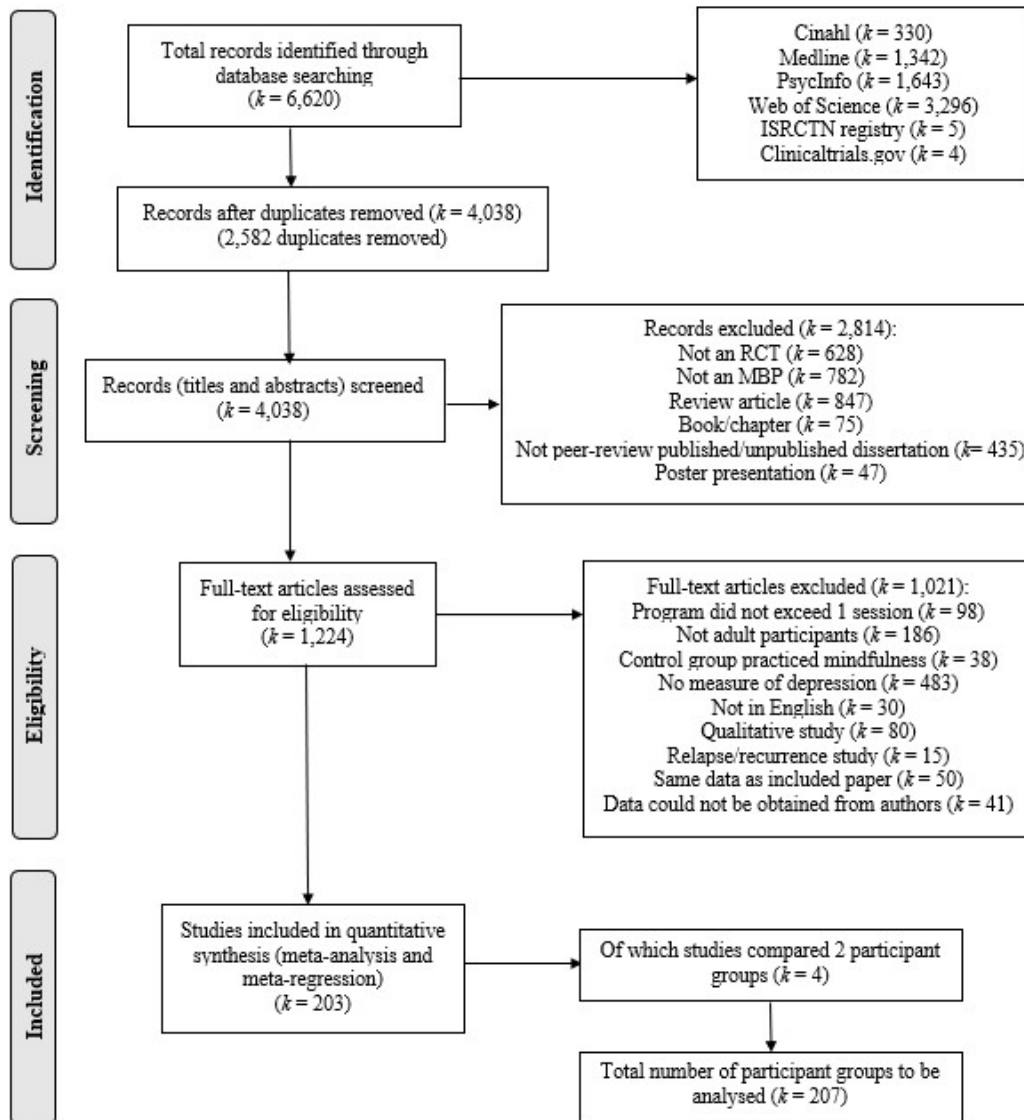 Identification
Total records identified through
database searching
(k = 6,620)
Cinahl (k = 330)
Medline (k = 1,342)
PsycInfo (k = 1,643)
Web of Science (k = 3,296)
ISRCTN registry (k = 5)
Clinicaltrials.gov (k = 4)
Records after duplicates removed (k = 4,038)
(2,582 duplicates removed)
Screening
Records (titles and abstracts) screened
(k = 4,038)
Records excluded (k = 2,814):
Not an RCT (k = 628)
Not an MBP (k = 782)
Review article (k = 847)
Book/chapter (k = 75)
Not peer-review published/unpublished dissertation (k= 435)
Poster presentation (k = 47)
Eligibility
Full-text articles assessed
for eligibility
(k = 1,224)
Full-text articles excluded (k = 1,021):
Program did not exceed 1 session (k = 98)
Not adult participants (k = 186)
Control group practiced mindfulness (k = 38)
No measure of depression (k = 483)
Not in English (k = 30)
Qualitative study (k = 80)
Relapse/recurrence study (k = 15)
Same data as included paper (k = 50)
Data could not be obtained from authors (k = 41)
Included
Studies included in quantitative
synthesis (meta-analysis and
meta-regression)
(k = 203)
Of which studies compared 2 participant
groups (k = 4)
Total number of participant groups to be
analysed (k = 207)